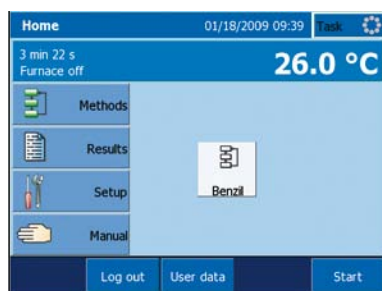 Home 01/18/2009 09:39 Task
3 min 22 s
Furnace off
26.0 °C
Methods
Results
Setup
Manual
Benzil
Log out User data Start